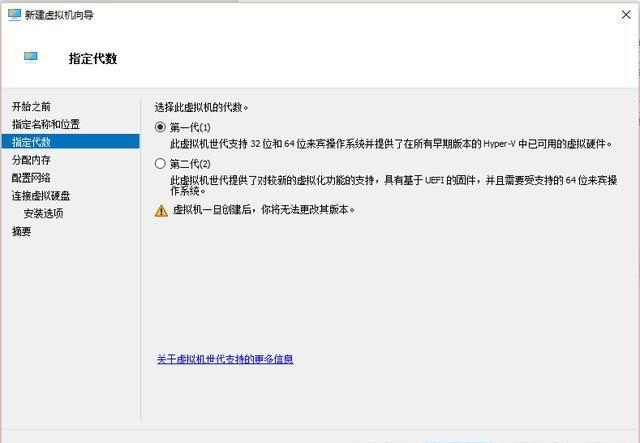 新建虚拟机向导
指定代数
开始之前
指定名称和位置
指定代数
分配内存
配置网络
连接虚拟硬盘
安装选项
摘要
选择此虚拟机的代数。
第一代(1)
此虚拟机世代支持 32 位和 64 位来宾操作系统并提供了在所有早期版本的 Hyper-V 中已可用的虚拟硬件。
第二代(2)
此虚拟机世代提供了对较新的虚拟化功能的支持，具有基于 UEFI 的固件，并且需要受支持的 64 位来宾操
作系统。
虚拟机一旦创建后，你将无法更改其版本。
关于虚拟机世代支持的更多信息